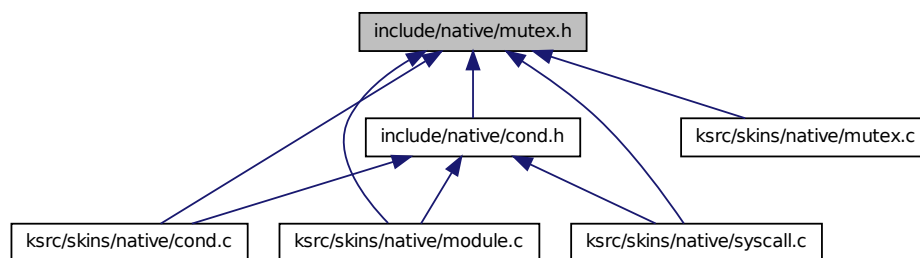 include/native/mutex.h
include/native/cond.h
ksrc/skins/native/mutex.c
ksrc/skins/native/cond.c
ksrc/skins/native/module.c
ksrc/skins/native/syscall.c